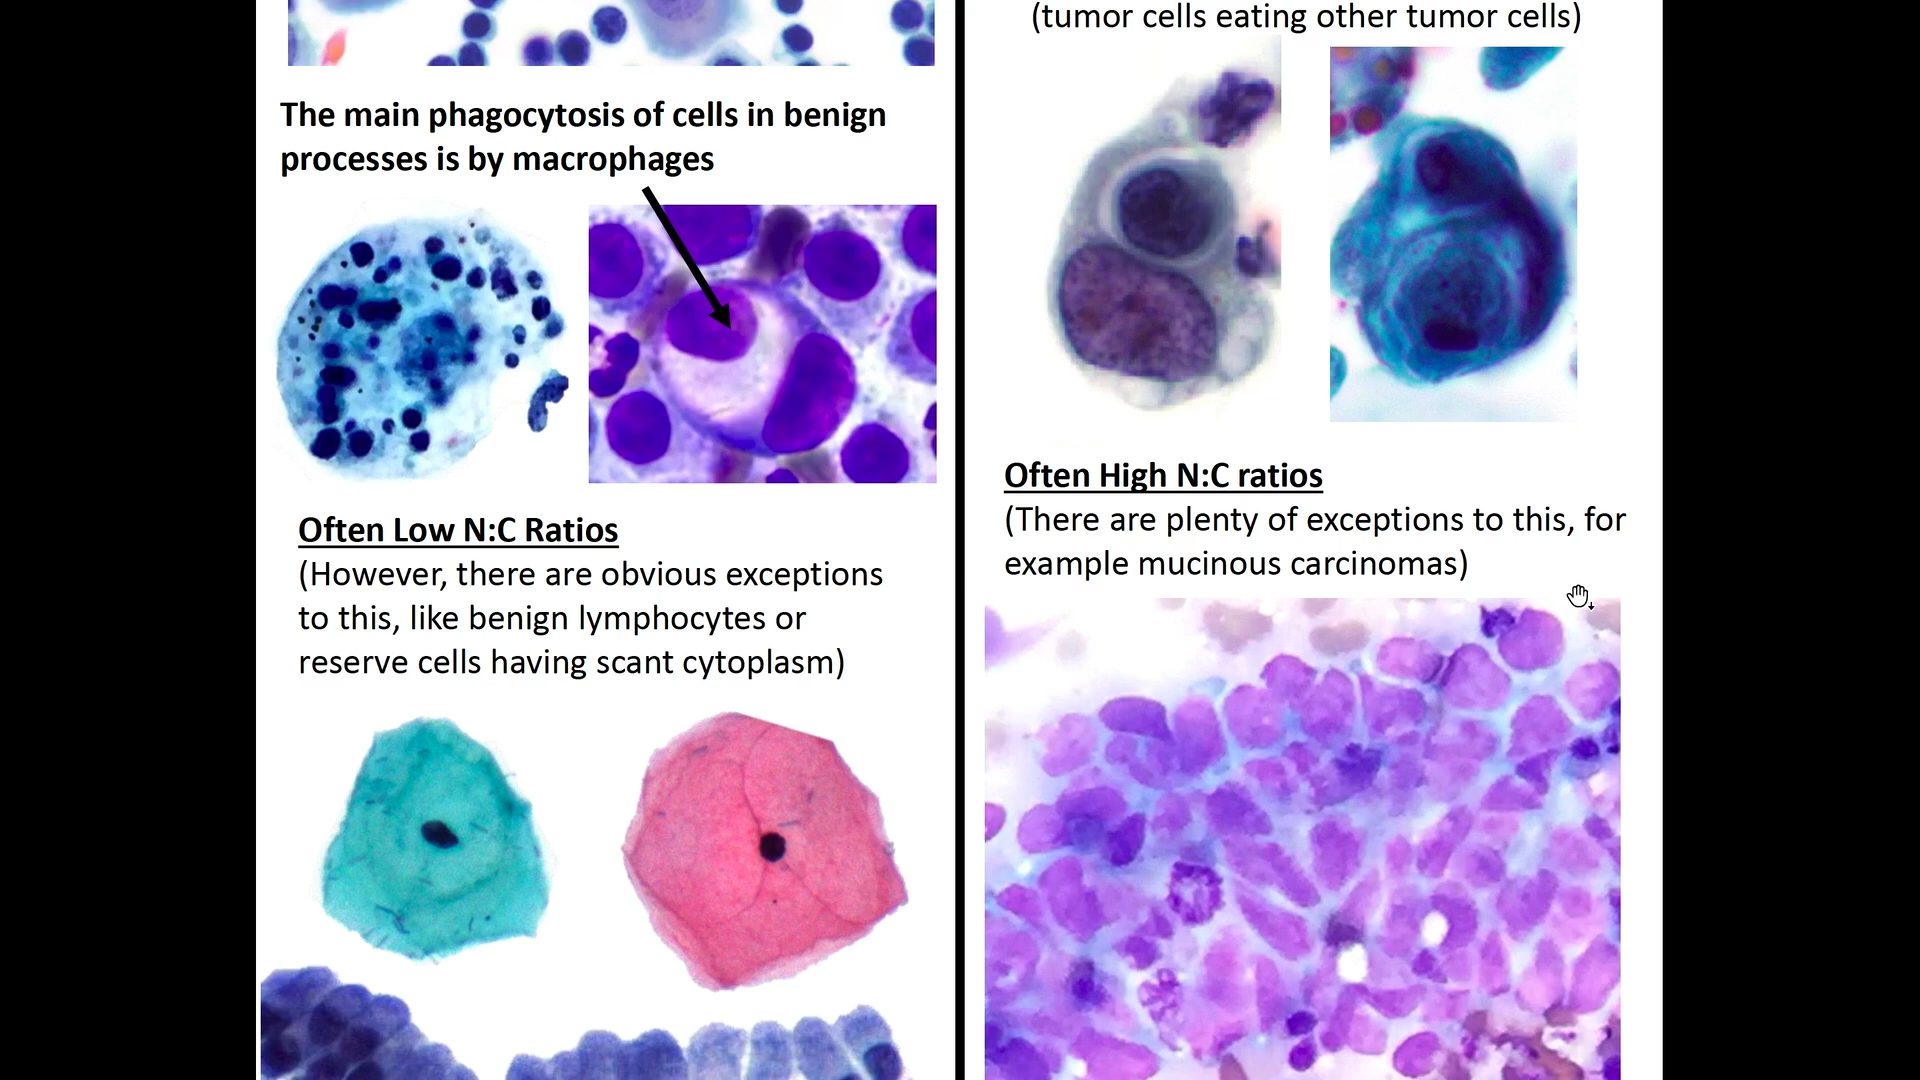 The main phagocytosis of cells in benign
processes is by macrophages
Often Low N:C Ratios
(However, there are obvious exceptions
to this, like benign lymphocytes or
reserve cells having scant cytoplasm)
(tumor cells eating other tumor cells)
Often High N:C ratios
(There are plenty of exceptions to this, for
example mucinous carcinomas)